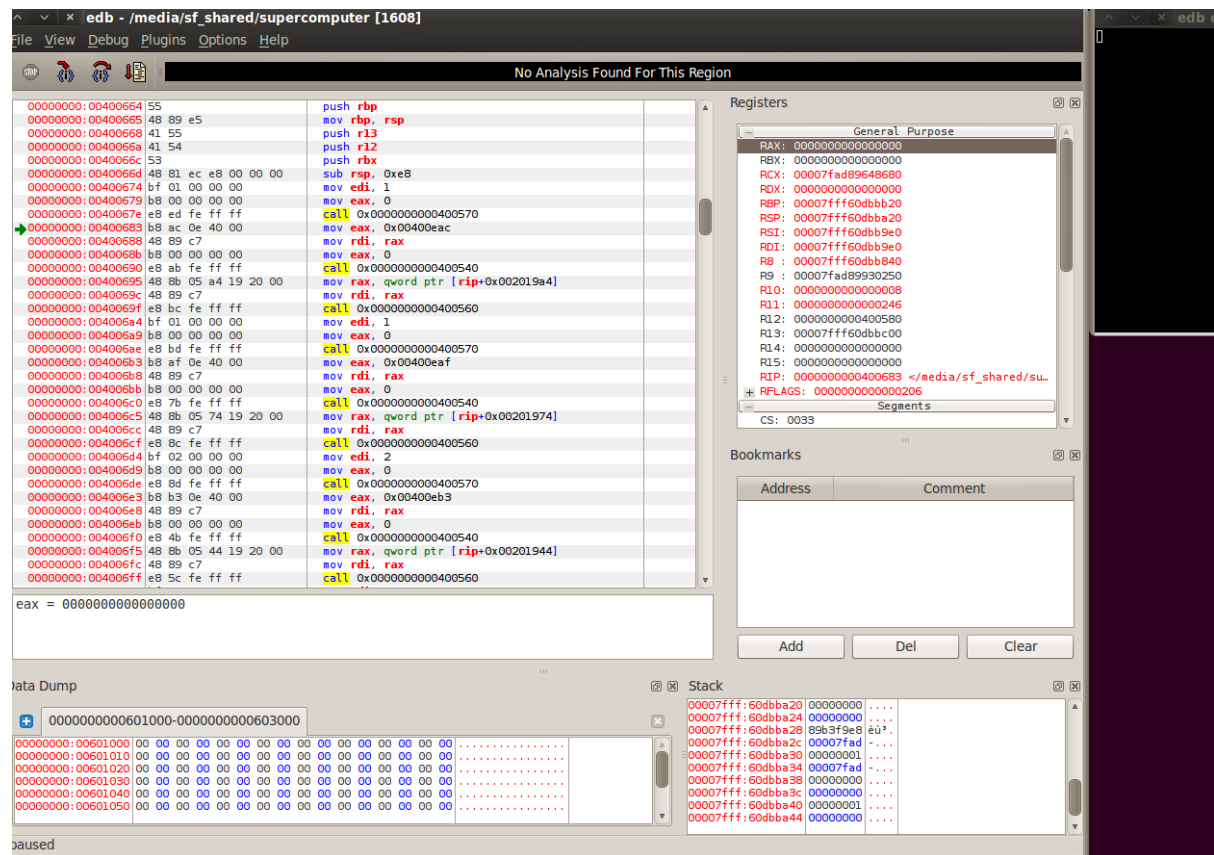 edb - /media/sf_shared/supercomputer [1608]
edb
File View Debug Plugins Options Help
STOP
No Analysis Found For This Region
00000000:00400664 55 push rbp
00000000:00400665 48 89 e5 mov rbp, rsp
00000000:00400668 41 55 push r13
00000000:0040066a 41 54 push r12
00000000:0040066c 53 push rbx
00000000:0040066d 48 81 ec e8 00 00 00 sub rsp, 0xe8
00000000:00400674 bf 01 00 00 00 mov edi, 1
00000000:00400679 b8 00 00 00 00 mov eax, 0
00000000:0040067e e8 ed fe ff ff call 0x0000000000400570
00000000:00400683 b8 ac 0e 40 00 mov eax, 0x00400eac
00000000:00400688 48 89 c7 mov rdi, rax
00000000:0040068b b8 00 00 00 00 mov eax, 0
00000000:00400690 e8 ab fe ff ff call 0x0000000000400540
00000000:00400695 48 8b 05 a4 19 20 00 mov rax, qword ptr [rip+0x002019a4]
00000000:0040069c 48 89 c7 mov rdi, rax
00000000:0040069f e8 bc fe ff ff call 0x0000000000400560
00000000:004006a4 bf 01 00 00 00 mov edi, 1
00000000:004006a9 b8 00 00 00 00 mov eax, 0
00000000:004006ae e8 bd fe ff ff call 0x0000000000400570
00000000:004006b3 b8 af 0e 40 00 mov eax, 0x00400eaf
00000000:004006b8 48 89 c7 mov rdi, rax
00000000:004006bb b8 00 00 00 00 mov eax, 0
00000000:004006c0 e8 7b fe ff ff call 0x0000000000400540
00000000:004006c5 48 8b 05 74 19 20 00 mov rax, qword ptr [rip+0x00201974]
00000000:004006cc 48 89 c7 mov rdi, rax
00000000:004006cf e8 8c fe ff ff call 0x0000000000400560
00000000:004006d4 bf 02 00 00 00 mov edi, 2
00000000:004006d9 b8 00 00 00 00 mov eax, 0
00000000:004006de e8 8d fe ff ff call 0x0000000000400570
00000000:004006e3 b8 b3 0e 40 00 mov eax, 0x00400eb3
00000000:004006e8 48 89 c7 mov rdi, rax
00000000:004006eb b8 00 00 00 00 mov eax, 0
00000000:004006f0 e8 4b fe ff ff call 0x0000000000400540
00000000:004006f5 48 8b 05 44 19 20 00 mov rax, qword ptr [rip+0x00201944]
00000000:004006fc 48 89 c7 mov rdi, rax
00000000:004006ff e8 5c fe ff ff call 0x0000000000400560
eax = 0000000000000000
Registers
General Purpose
RAX: 0000000000000000
RBX: 0000000000000000
RCX: 00007fad89648680
RDX: 0000000000000000
RBP: 00007fff60dbbb20
RSP: 00007fff60dbba20
RSI: 00007fff60dbb9e0
RDI: 00007fff60dbb9e0
R8 : 00007fff60dbb840
R9 : 00007fad89930250
R10: 0000000000000008
R11: 0000000000000246
R12: 0000000000400580
R13: 00007fff60dbbc00
R14: 0000000000000000
R15: 0000000000000000
RIP: 0000000000400683 </media/sf_shared/su...
RFLAGS: 0000000000000206
Segments
CS: 0033
Bookmarks
Address Comment
Add Del Clear
Data Dump
0000000000601000-0000000000603000
00000000:00601000 00 00 00 00 00 00 00 00 00 00 00 00 00 00 00 00 ................
00000000:00601010 00 00 00 00 00 00 00 00 00 00 00 00 00 00 00 00 ................
00000000:00601020 00 00 00 00 00 00 00 00 00 00 00 00 00 00 00 00 ................
00000000:00601030 00 00 00 00 00 00 00 00 00 00 00 00 00 00 00 00 ................
00000000:00601040 00 00 00 00 00 00 00 00 00 00 00 00 00 00 00 00 ................
00000000:00601050 00 00 00 00 00 00 00 00 00 00 00 00 00 00 00 00 ................
Stack
00007fff:60dbba20 00000000 ....
00007fff:60dbba24 00000000 ....
00007fff:60dbba28 89b3f9e8 èù³.
00007fff:60dbba2c 00007fad -...
00007fff:60dbba30 00000001 ....
00007fff:60dbba34 00007fad -...
00007fff:60dbba38 00000000 ....
00007fff:60dbba3c 00000000 ....
00007fff:60dbba40 00000001 ....
00007fff:60dbba44 00000000 ....
paused